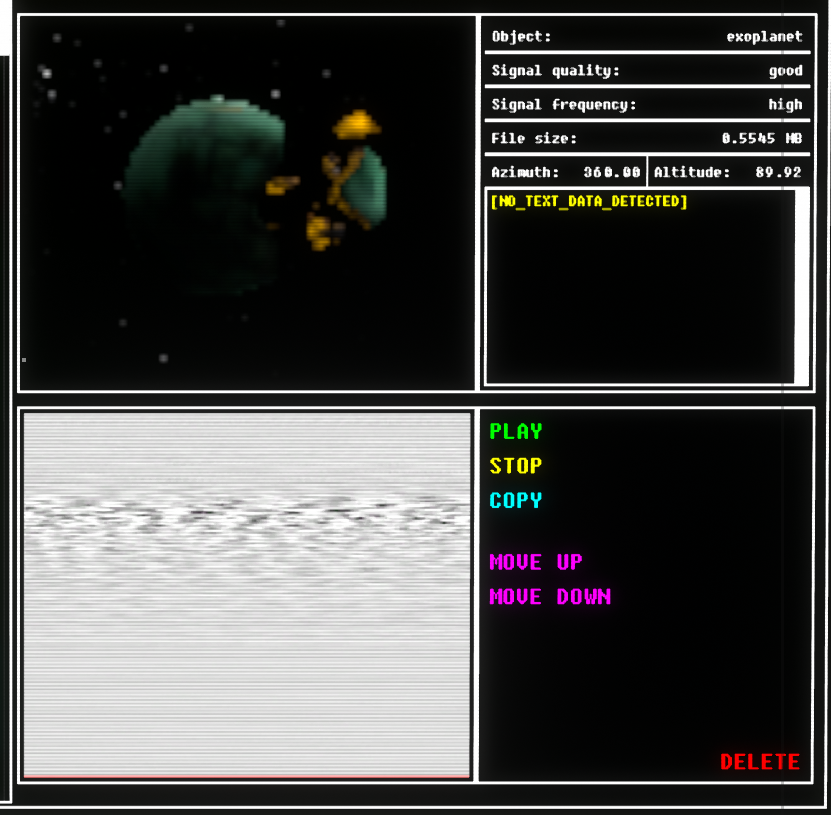 Object: exoplanet
Signal quality: good
Signal frequency: high
File size: 0.5545 MB
Azimuth: 360.00 Altitude: 89.92
[NO_TEXT_DATA_DETECTED]
PLAY
STOP
COPY
MOVE UP
MOVE DOWN
DELETE